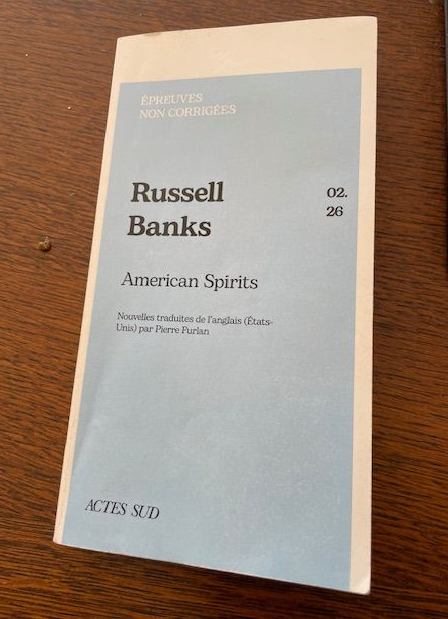 ÉPREUVES
NON CORRIGÉES
Russell
Banks
02.
26
American Spirits
Nouvelles traduites de l'anglais (États-
Unis) par Pierre Furlan
ACTES SUD